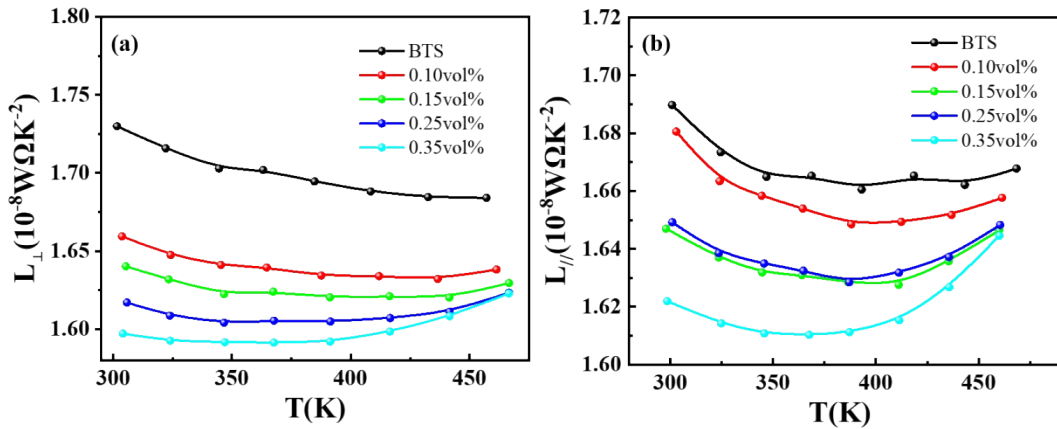 (a)
BTS
0.10vol%
0.15vol%
0.25vol%
0.35vol%
L⊥(10⁻⁸WΩK⁻²)
1.80
1.75
1.70
1.65
1.60
300 350 400 450
T(K)
(b)
BTS
0.10vol%
0.15vol%
0.25vol%
0.35vol%
L//(10⁻⁸WΩK⁻²)
1.72
1.70
1.68
1.66
1.64
1.62
1.60
300 350 400 450
T(K)